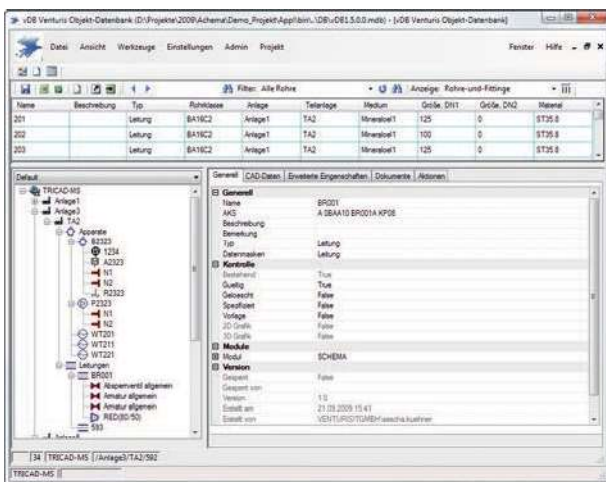 vDB Venturis Objekt-Datenbank (D:\Projekte\2009\Achema\Demo_Projekt\Appl\bin\..\DB\vDB1.5.0.0.mdb) - [vDB Venturis Objekt-Datenbank]
Datei Ansicht Werkzeuge Einstellungen Admin Projekt Fenster Hilfe
Filter: Alle Rohre Anzeige: Rohre-und-Fittinge
Name Beschreibung Typ Rohrklasse Anlage Teilanlage Medium Größe, DN1 Größe, DN2 Material
201 Leitung BA16C2 Anlage1 TA2 Mineraloel1 125 0 ST35.8
202 Leitung BA16C2 Anlage1 TA2 Mineraloel1 100 0 ST35.8
203 Leitung BA16C2 Anlage1 TA2 Mineraloel1 125 0 ST35.8
Default
TRICAD-MS
Anlage1
Anlage3
TA2
Apparate
B2323
1234
A2323
N1
N2
R2323
P2323
N1
N2
WT201
WT211
WT221
Leitungen
BR001
Absperrventil allgemein
Armatur allgemein
Armatur allgemein
RED(80/50)
593
Generell CAD-Daten Erweiterte Eigenschaften Dokumente Aktionen
Generell
Name BR001
AKS A 0BAA10 BR001A KP08
Beschreibung
Bemerkung
Typ Leitung
Datenmasken Leitung
Kontrolle
Bestehend True
Gueltig True
Geloescht False
Spezifiziert False
Vorlage False
2D Grafik False
3D Grafik False
Module
Modul SCHEMA
Version
Gesperrt False
Gesperrt von
Version 1.0
Erstellt am 21.03.2009 15:41
Erstellt von
34 TRICAD-MS /Anlage3/TA2/592
TRICAD-MS